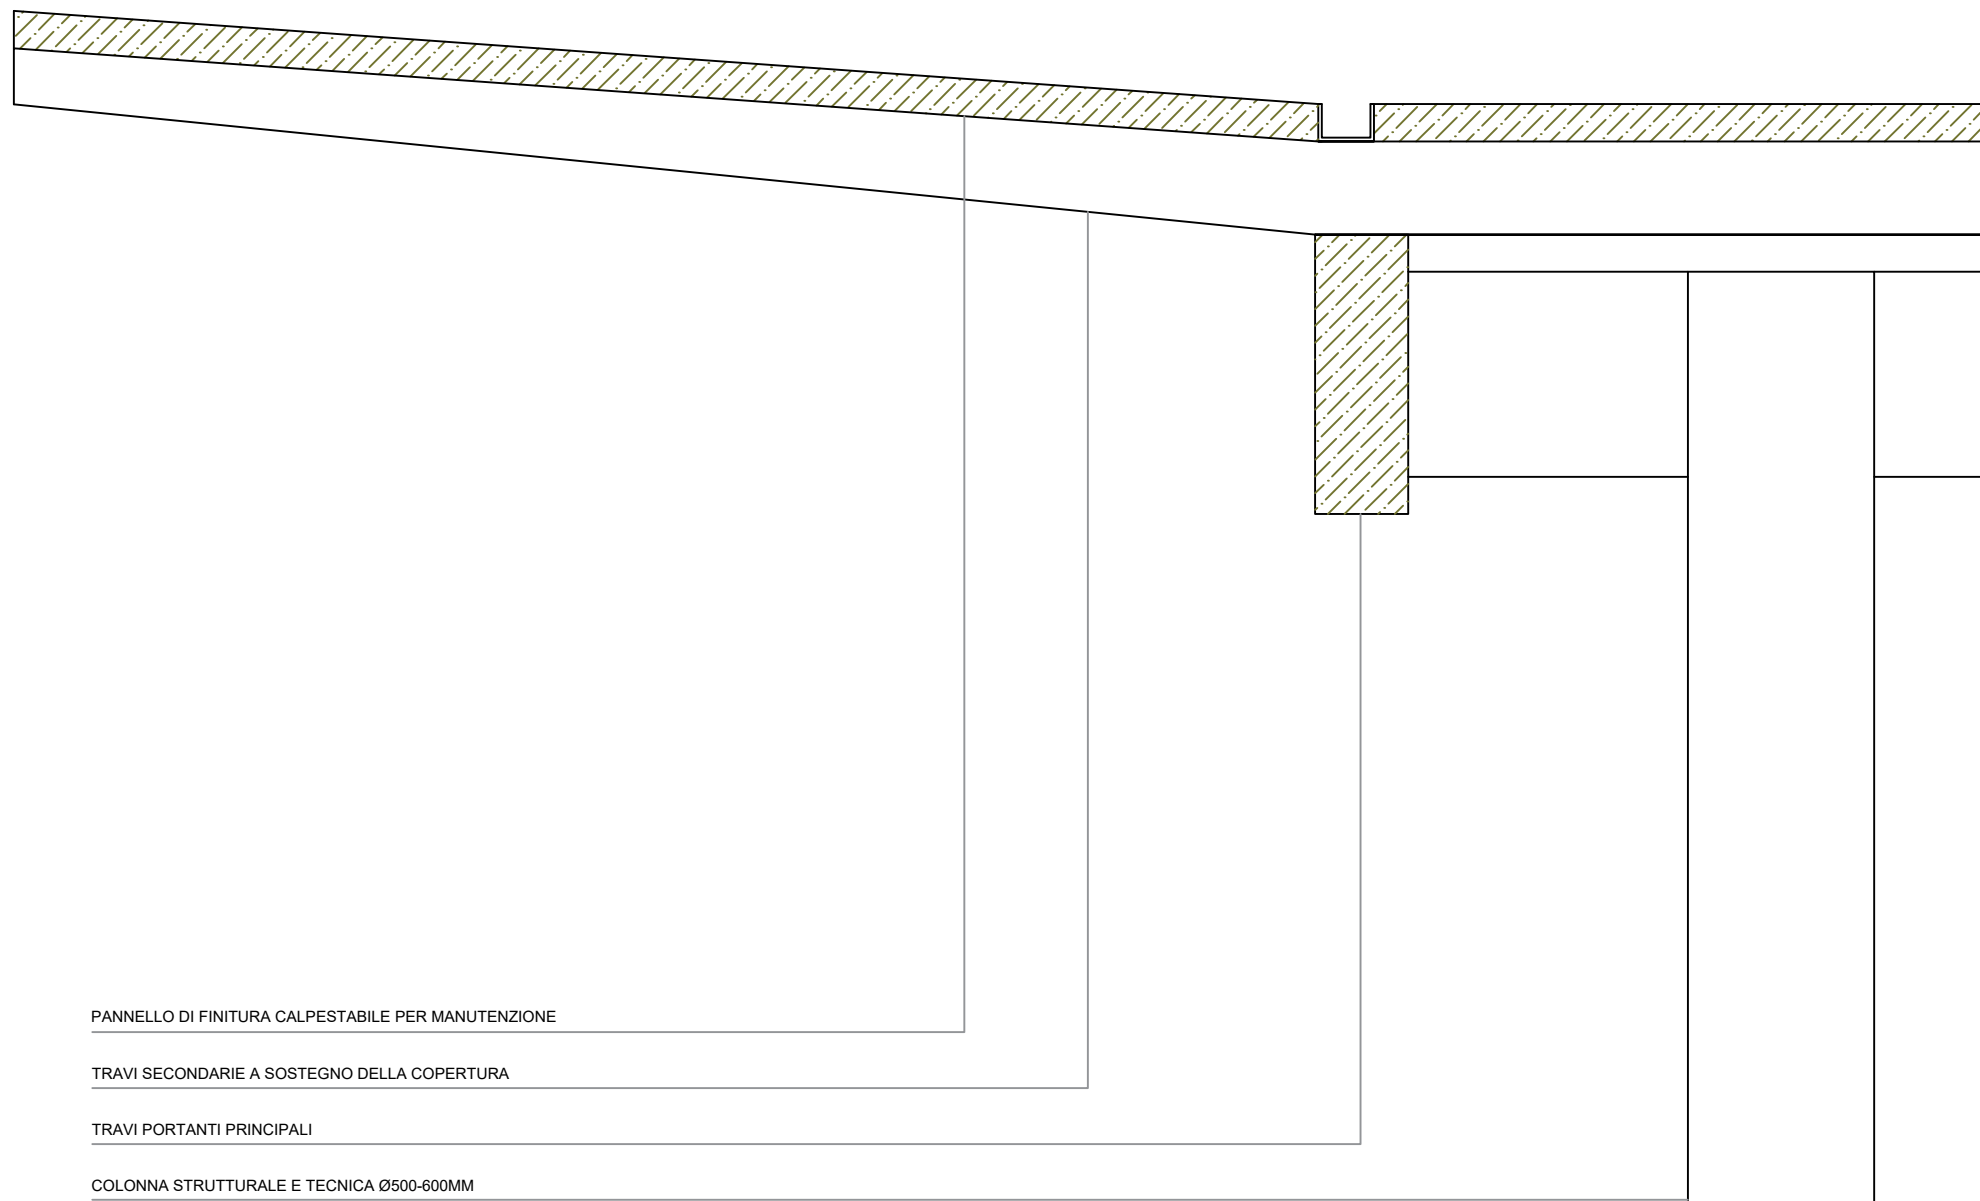 PANNELLO DI FINITURA CALPESTABILE PER MANUTENZIONE
TRAVI SECONDARIE A SOSTEGNO DELLA COPERTURA
TRAVI PORTANTI PRINCIPALI
COLONNA STRUTTURALE E TECNICA Ø500-600MM